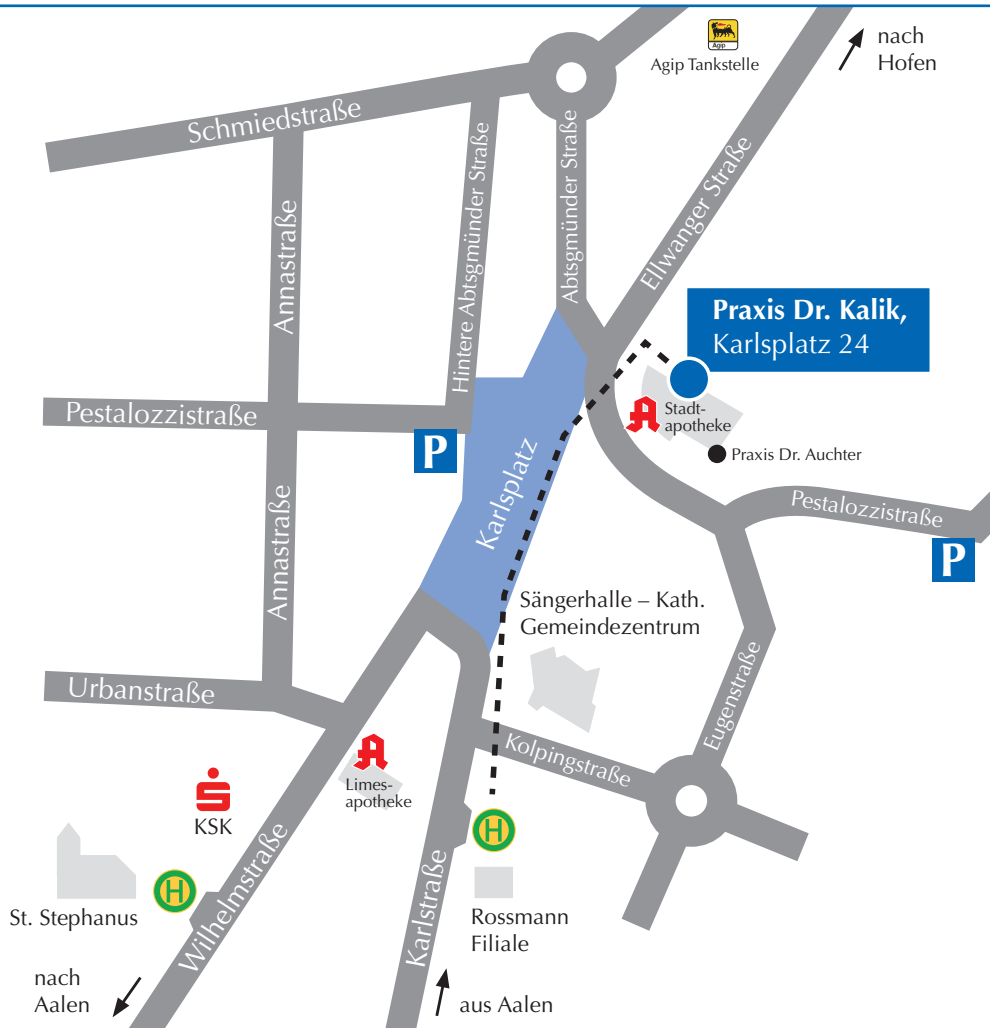 Agip
Agip Tankstelle
nach
Hofen
Schmiedstraße
Hintere Abtsgmünder Straße
Abtsgmünder Straße
Ellwanger Straße
Annastraße
Praxis Dr. Kalik,
Karlsplatz 24
Pestalozzistraße
P
Karlsplatz
A
Stadt-
apotheke
Praxis Dr. Auchter
Pestalozzistraße
P
Annastraße
Sängerhalle – Kath.
Gemeindezentrum
Urbanstraße
Eugenstraße
Kolpingstraße
A
Limes-
apotheke
KSK
H
St. Stephanus
H
Wilhelmstraße
Karlstraße
Rossmann
Filiale
nach
Aalen
aus Aalen